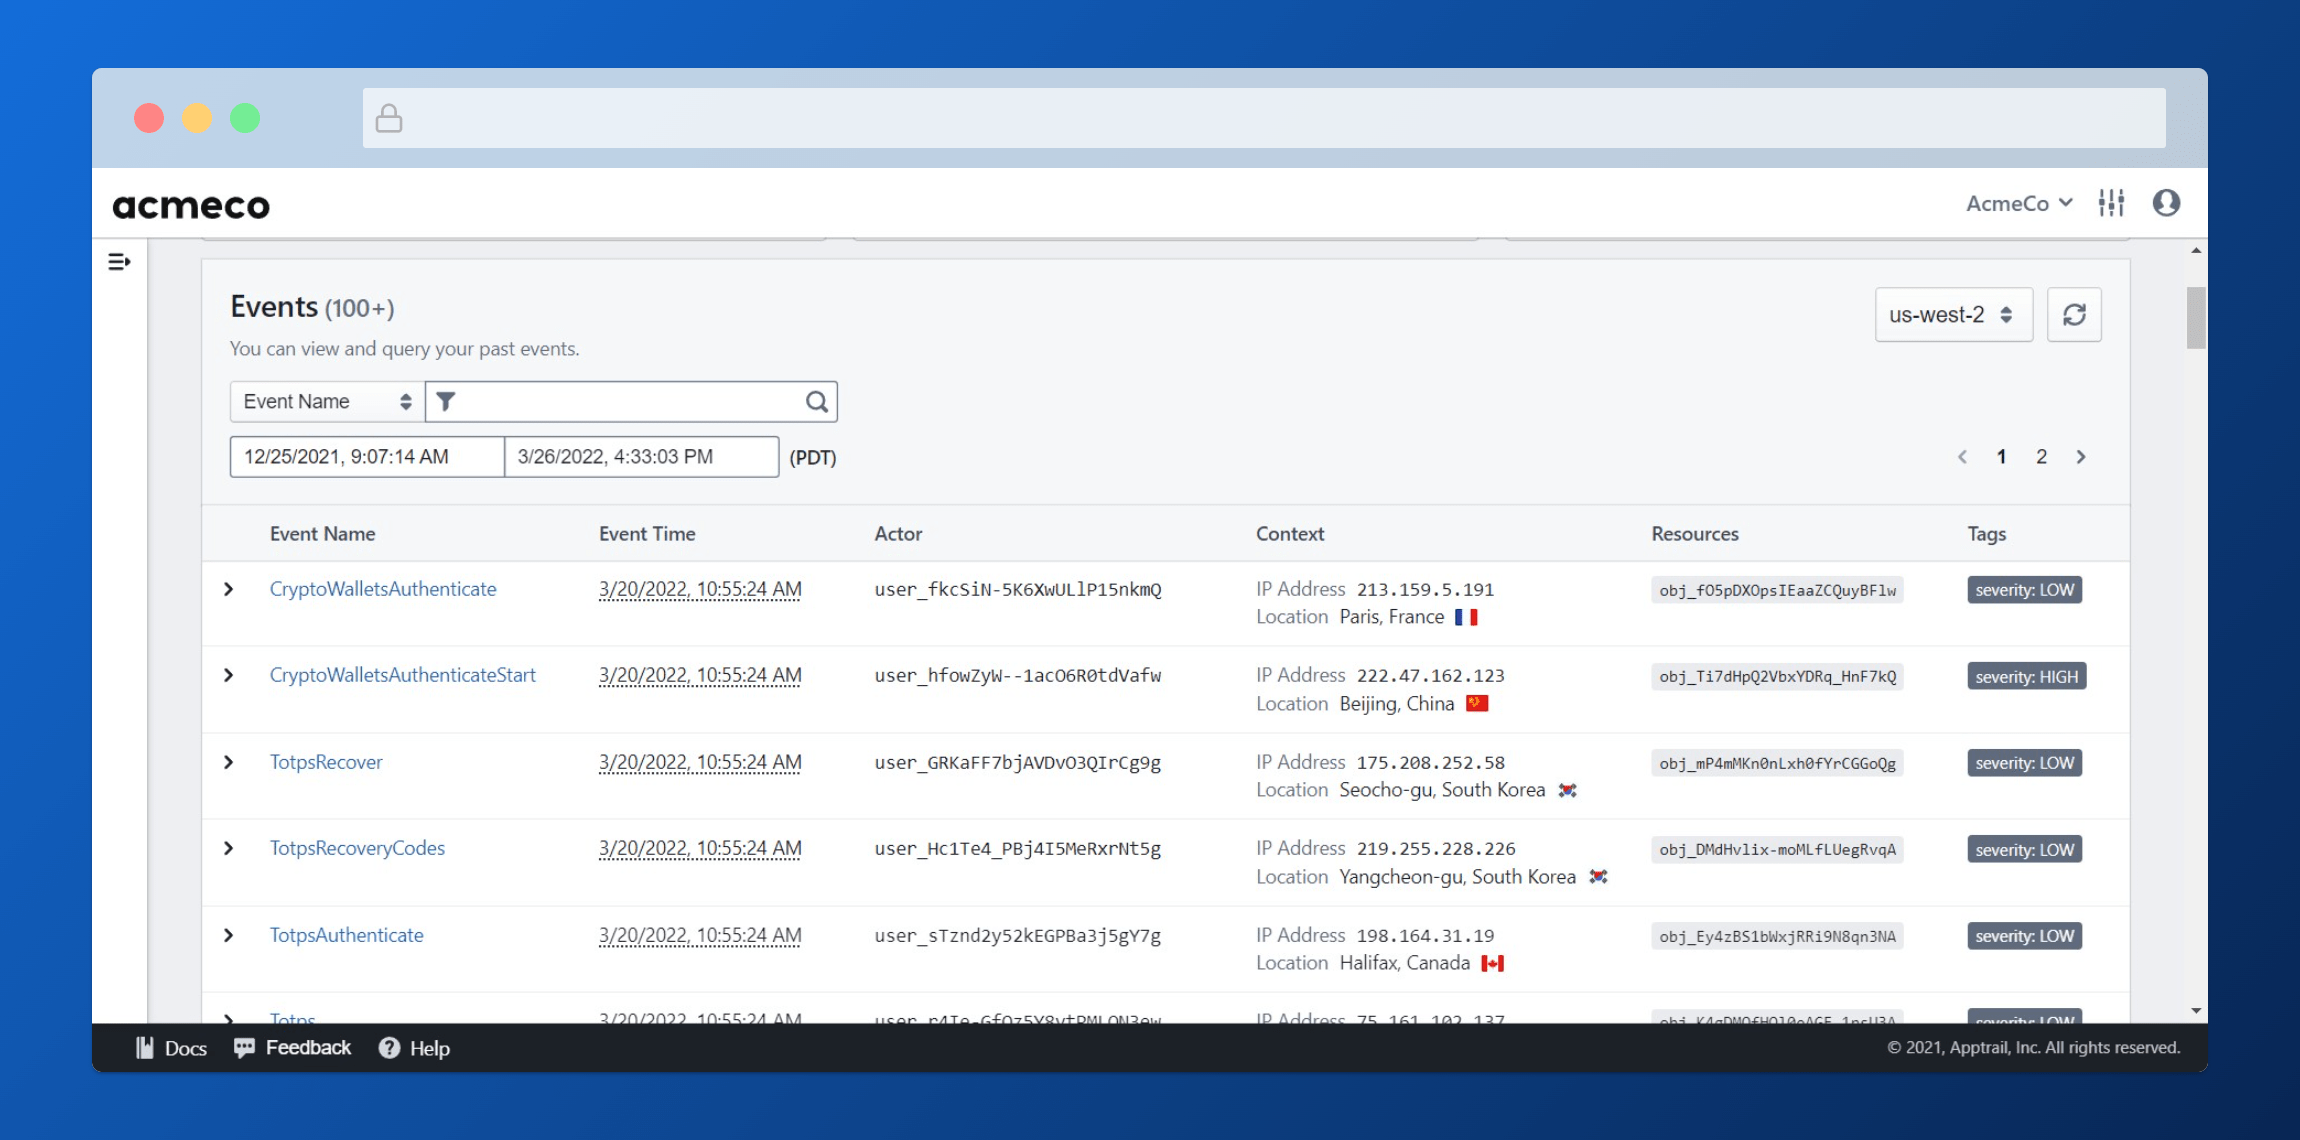 acmeco
AcmeCo
Events (100+)
us-west-2
You can view and query your past events.
Event Name
12/25/2021, 9:07:14 AM 3/26/2022, 4:33:03 PM (PDT)
1 2
Event Name Event Time Actor Context Resources Tags
CryptoWalletsAuthenticate 3/20/2022, 10:55:24 AM user_fkcSiN-5K6XwULlP15nkmQ IP Address 213.159.5.191 obj_fO5pDXOpsIEaaZCQuyBFlw severity: LOW
Location Paris, France
CryptoWalletsAuthenticateStart 3/20/2022, 10:55:24 AM user_hfowZyW--1acO6R0tdVafw IP Address 222.47.162.123 obj_Ti7dHpQ2VbxYDRq_HnF7kQ severity: HIGH
Location Beijing, China
TotpsRecover 3/20/2022, 10:55:24 AM user_GRKaFF7bjAVDvO3QIrCg9g IP Address 175.208.252.58 obj_mP4mMKn0nLxh0fYrCGGoQg severity: LOW
Location Seocho-gu, South Korea
TotpsRecoveryCodes 3/20/2022, 10:55:24 AM user_Hc1Te4_PBj4I5MeRxrNt5g IP Address 219.255.228.226 obj_DMdHvlix-moMLfLUegRvqA severity: LOW
Location Yangcheon-gu, South Korea
TotpsAuthenticate 3/20/2022, 10:55:24 AM user_sTznd2y52kEGPBa3j5gY7g IP Address 198.164.31.19 obj_Ey4zBS1bWxjRRi9N8qn3NA severity: LOW
Location Halifax, Canada
Totps 3/20/2022, 10:55:24 AM IP Address 75.161.102.137 severity: LOW
Docs Feedback Help © 2021, Apptrail, Inc. All rights reserved.